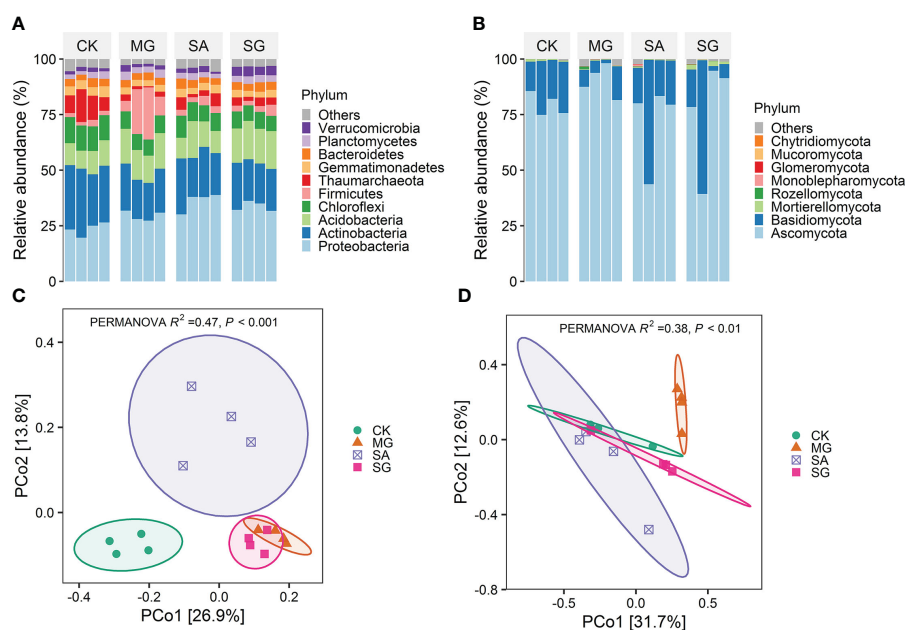 A
CK MG SA SG
Relative abundance (%)
100
75
50
25
0
Phylum
Others
Verrucomicrobia
Planctomycetes
Bacteroidetes
Gemmatimonadetes
Thaumarchaeota
Firmicutes
Chloroflexi
Acidobacteria
Actinobacteria
Proteobacteria
B
CK MG SA SG
Relative abundance (%)
100
75
50
25
0
Phylum
Others
Chytridiomycota
Mucoromycota
Glomeromycota
Monoblepharomycota
Rozellomycota
Mortierellomycota
Basidiomycota
Ascomycota
C
PERMANOVA R² =0.47, P < 0.001
PCo2 [13.8%]
0.4
0.2
0.0
-0.4 -0.2 0.0 0.2
PCo1 [26.9%]
CK
MG
SA
SG
D
PERMANOVA R² =0.38, P < 0.01
PCo2 [12.6%]
0.4
0.0
-0.4
-0.8
-0.5 0.0 0.5
PCo1 [31.7%]
CK
MG
SA
SG